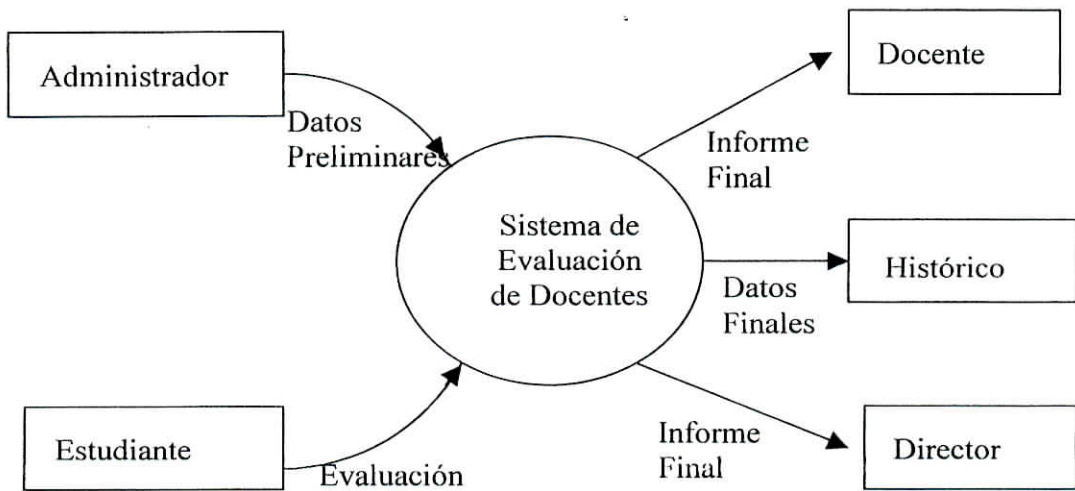 Administrador
Datos
Preliminares
Docente
Informe
Final
Sistema de
Evaluación
de Docentes
Histórico
Datos
Finales
Estudiante
Evaluación
Informe
Final
Director